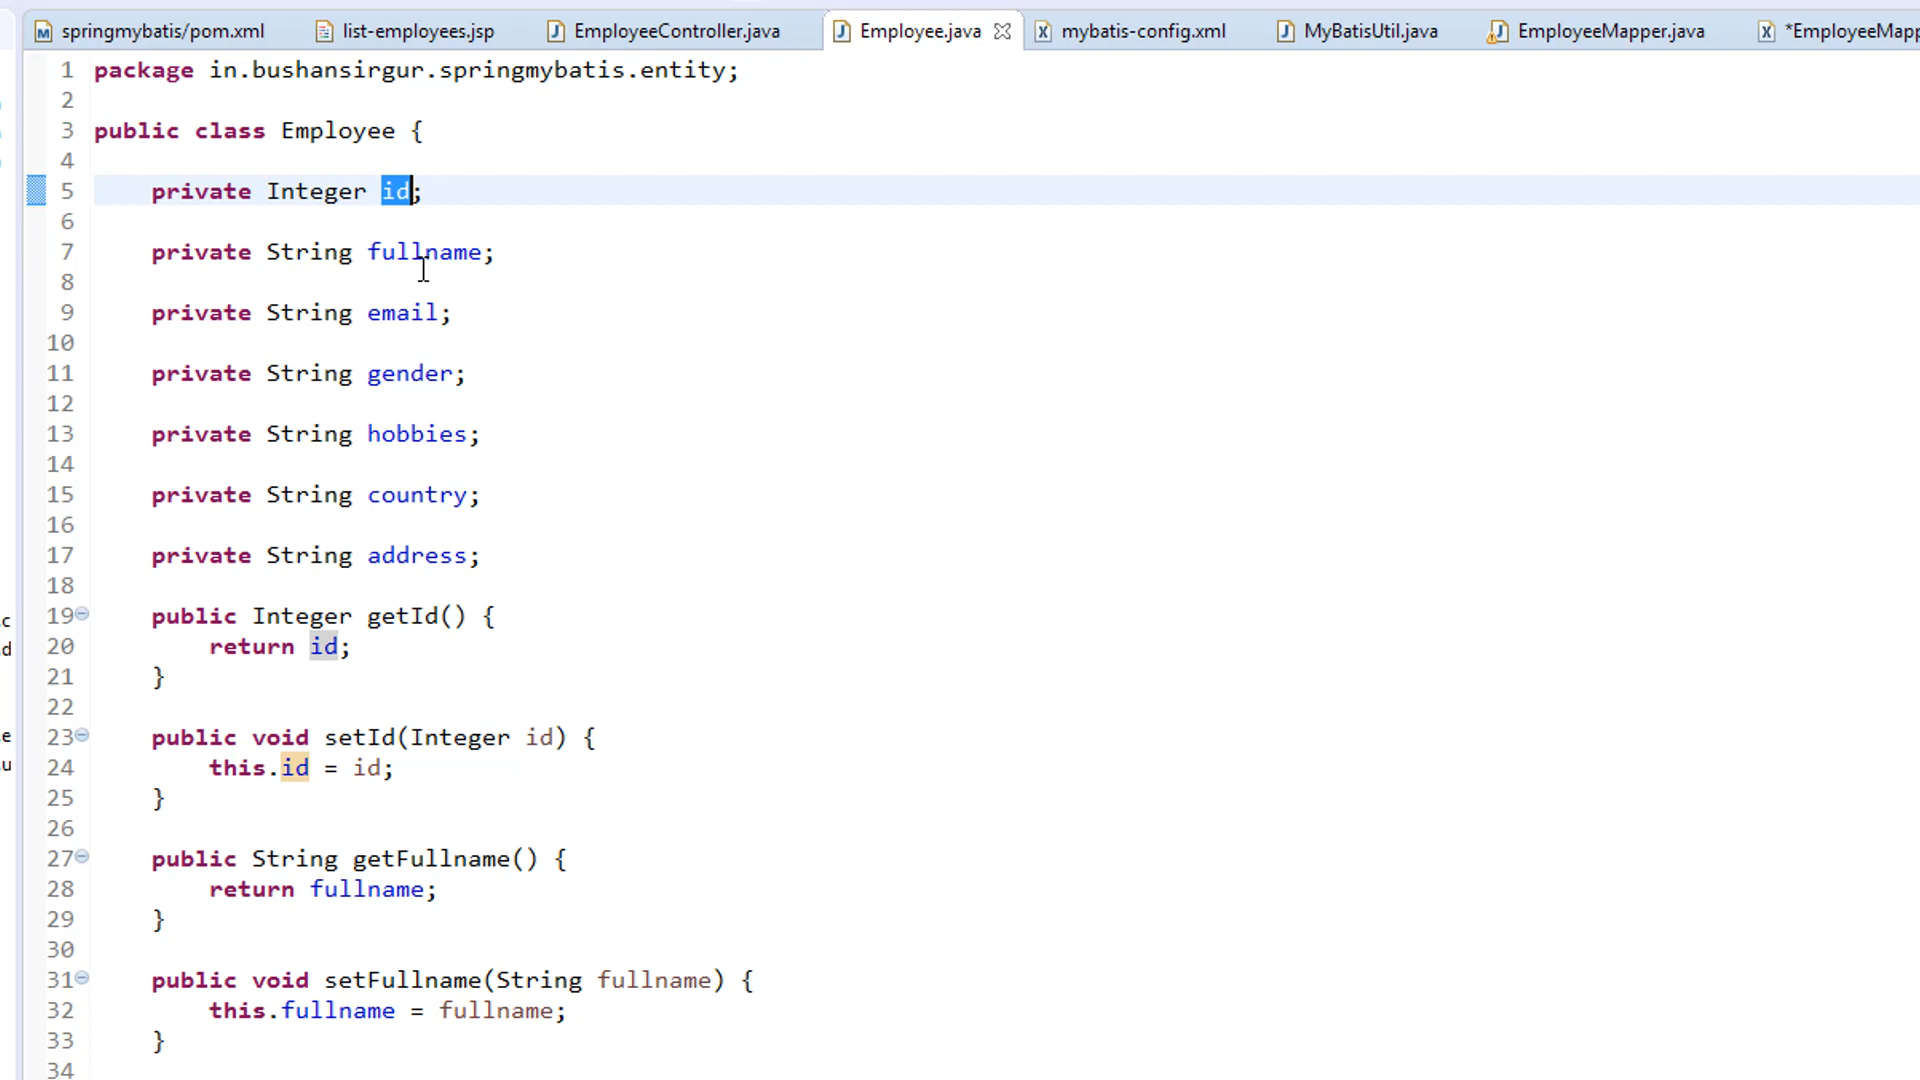 springmybatis/pom.xml list-employees.jsp EmployeeController.java Employee.java mybatis-config.xml MyBatisUtil.java EmployeeMapper.java *EmployeeMapp
1 package in.bushansirgur.springmybatis.entity;
2
3 public class Employee {
4
5 private Integer id;
6
7 private String fullname;
8
9 private String email;
10
11 private String gender;
12
13 private String hobbies;
14
15 private String country;
16
17 private String address;
18
19 public Integer getId() {
20 return id;
21 }
22
23 public void setId(Integer id) {
24 this.id = id;
25 }
26
27 public String getFullname() {
28 return fullname;
29 }
30
31 public void setFullname(String fullname) {
32 this.fullname = fullname;
33 }
34